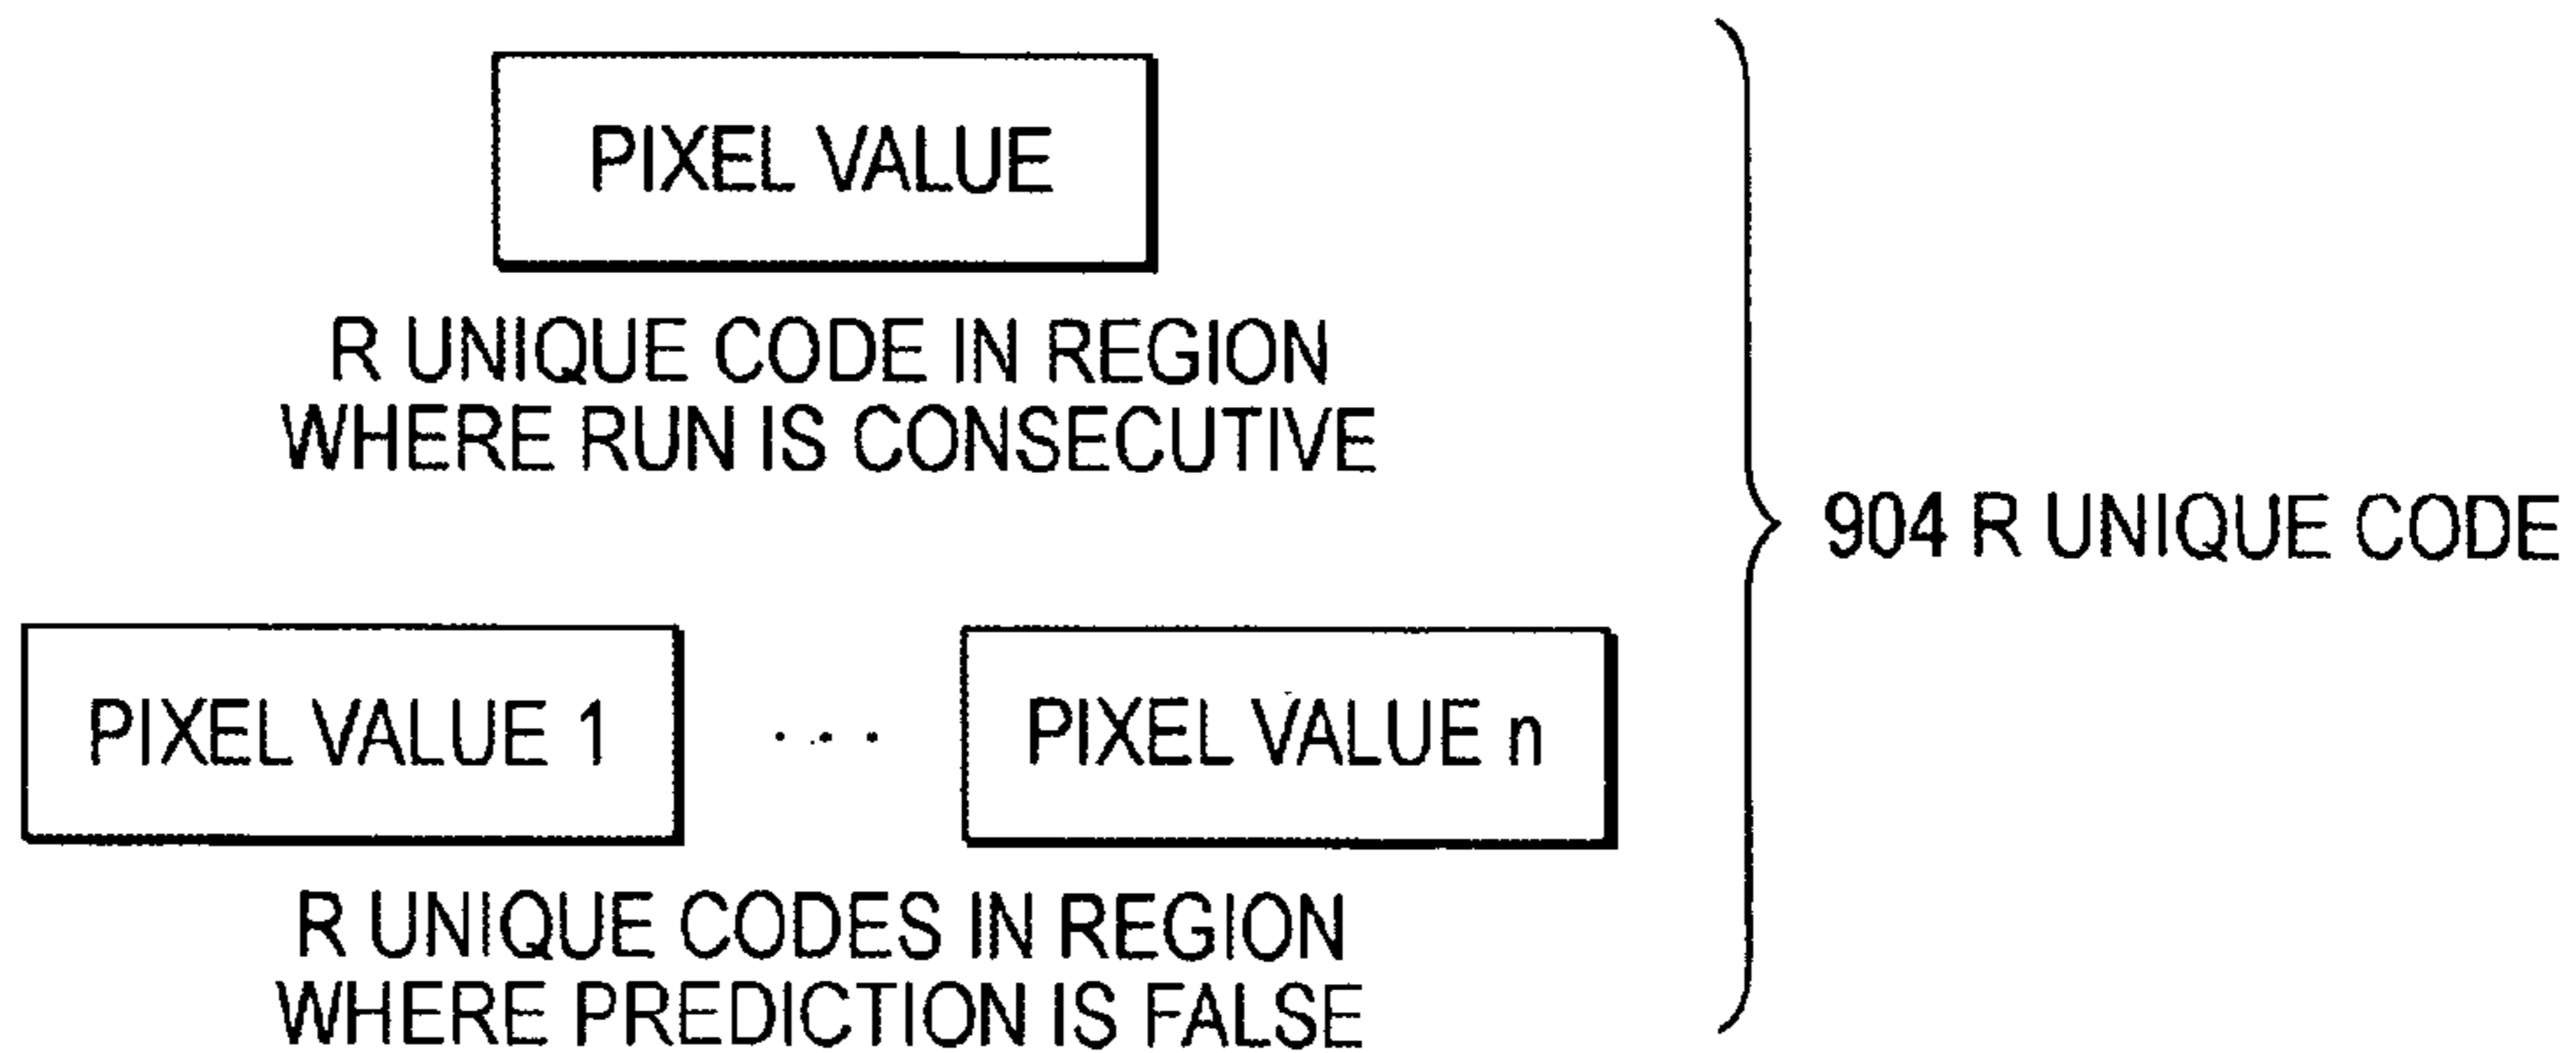 PIXEL VALUE
R UNIQUE CODE IN REGION
WHERE RUN IS CONSECUTIVE
904 R UNIQUE CODE
PIXEL VALUE 1 ... PIXEL VALUE n
R UNIQUE CODES IN REGION
WHERE PREDICTION IS FALSE